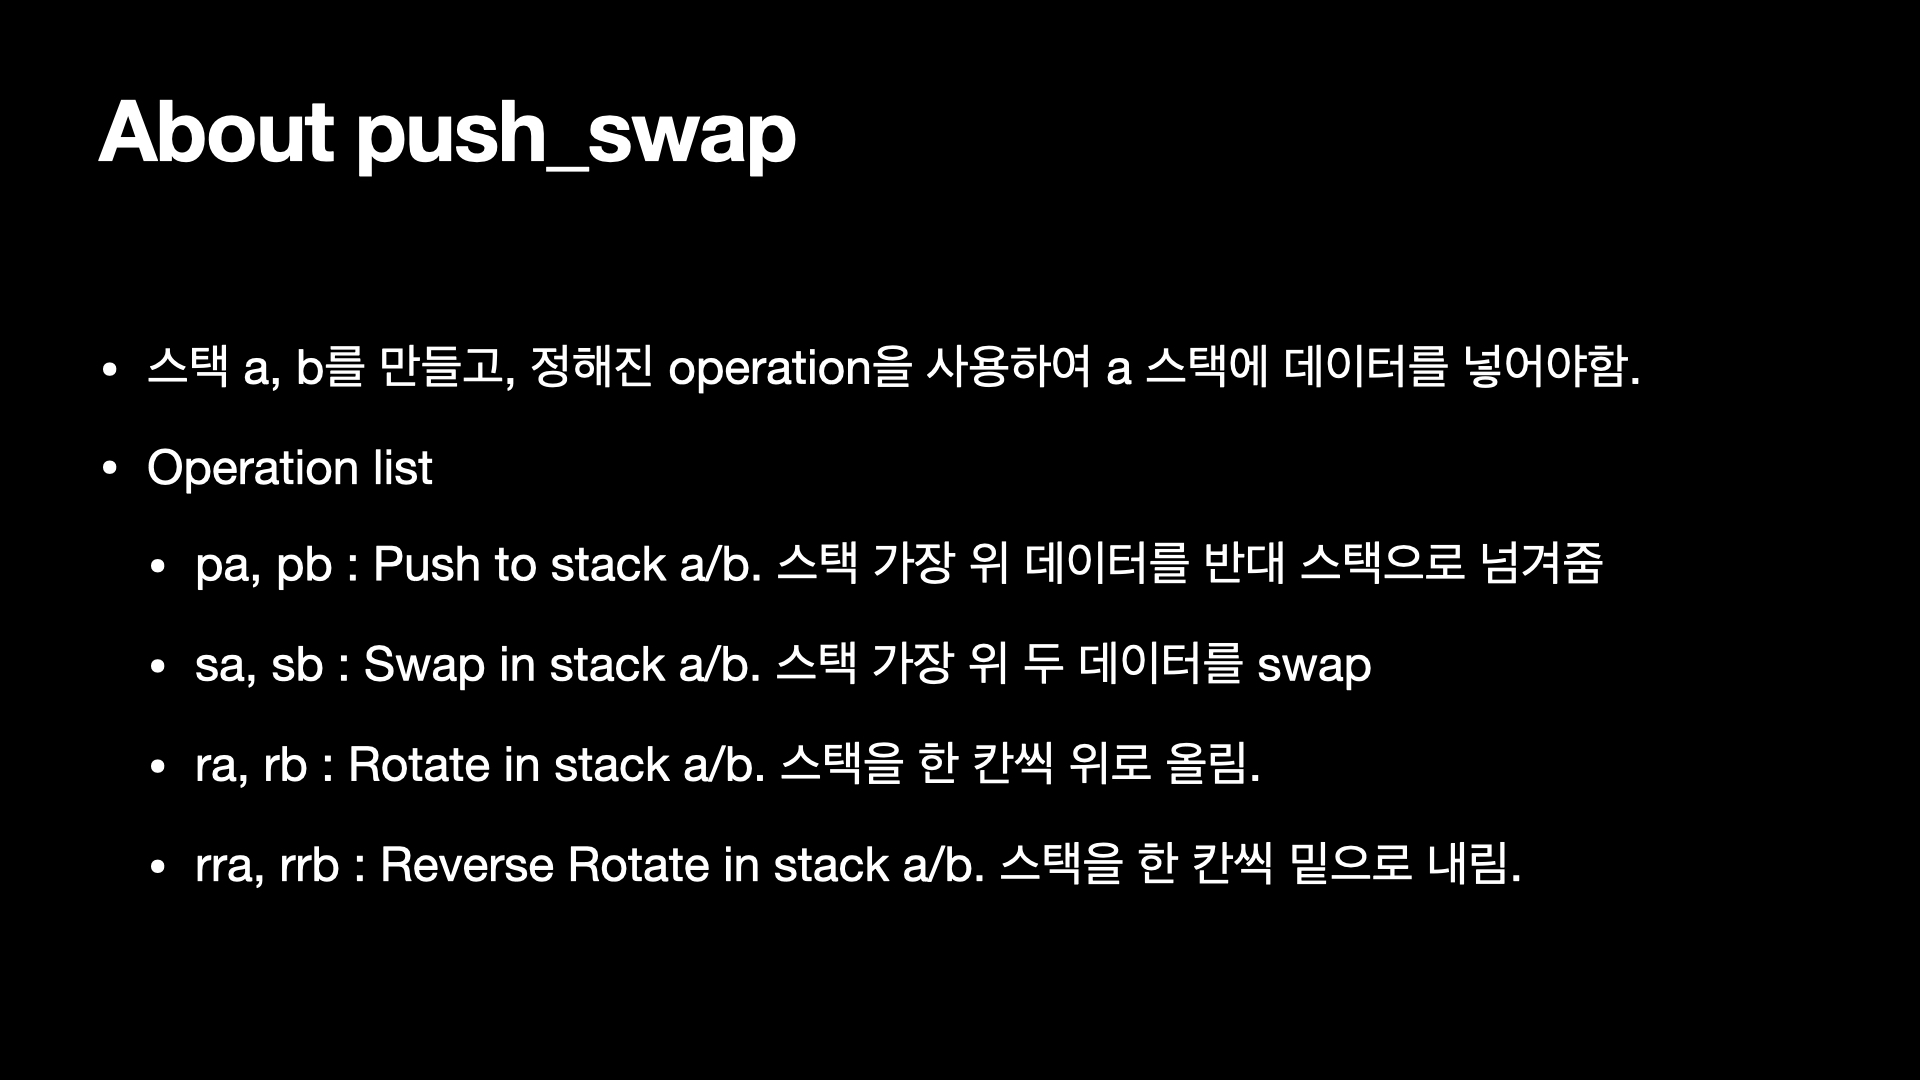 About push_swap
• 스택 a, b를 만들고, 정해진 operation을 사용하여 a 스택에 데이터를 넣어야함.
• Operation list
• pa, pb : Push to stack a/b. 스택 가장 위 데이터를 반대 스택으로 넘겨줌
• sa, sb : Swap in stack a/b. 스택 가장 위 두 데이터를 swap
• ra, rb : Rotate in stack a/b. 스택을 한 칸씩 위로 올림.
• rra, rrb : Reverse Rotate in stack a/b. 스택을 한 칸씩 밑으로 내림.